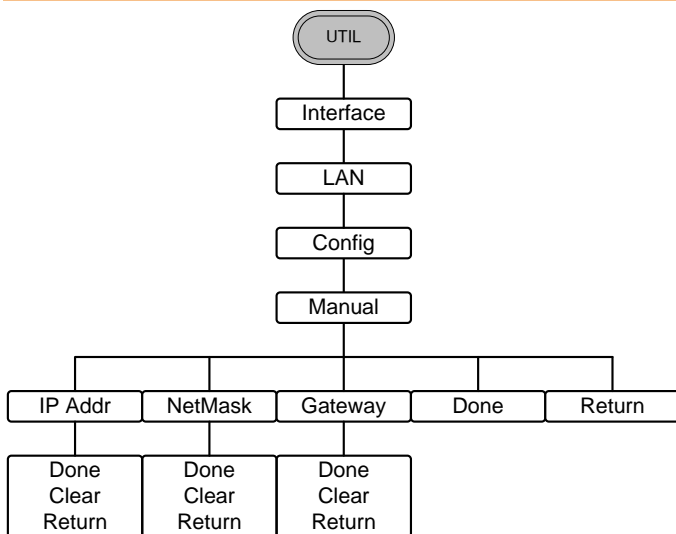 UTIL
Interface
LAN
Config
Manual
IP Addr
NetMask
Gateway
Done
Return
Done
Clear
Return
Done
Clear
Return
Done
Clear
Return